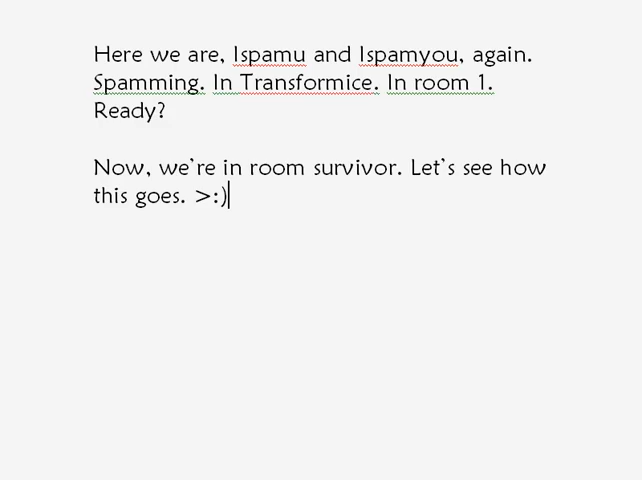 Here we are, Ispamu and Ispamyou, again.
Spamming. In Transformice. In room 1.
Ready?
Now, we're in room survivor. Let's see how
this goes. >:)